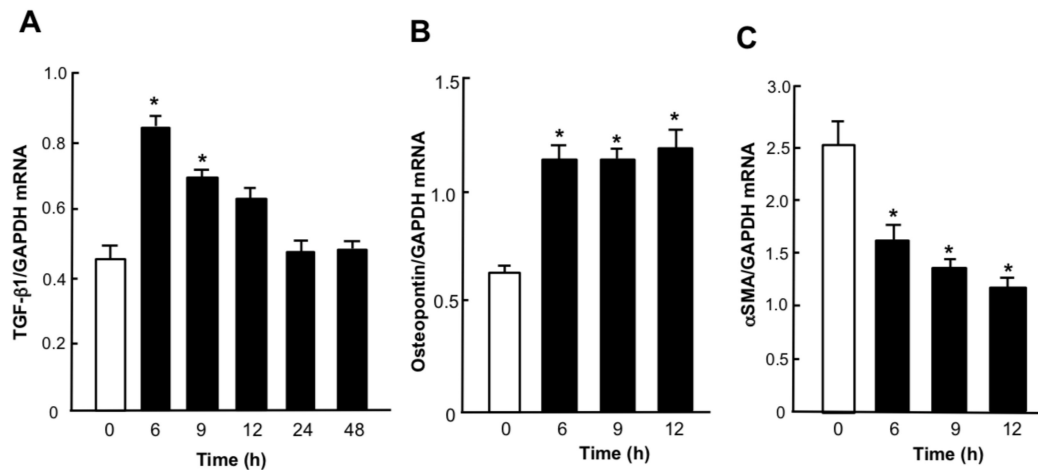 A
TGF-β1/GAPDH mRNA
1.0
0.8
0.6
0.4
0.2
0
*
*
0 6 9 12 24 48
Time (h)
B
Osteopontin/GAPDH mRNA
1.5
1.0
0.5
0
* * *
0 6 9 12
Time (h)
C
αSMA/GAPDH mRNA
3.0
2.5
2.0
1.5
1.0
0.5
0
*
*
*
0 6 9 12
Time (h)